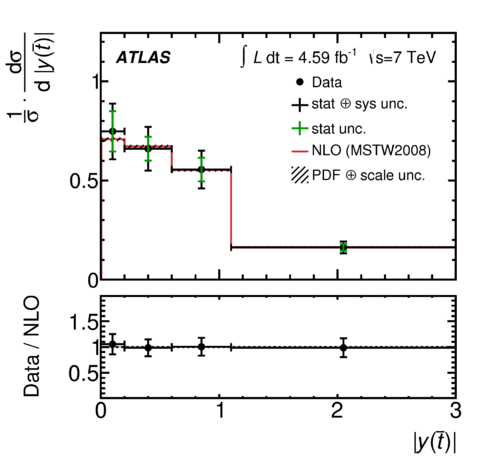 1/σ · dσ/d |y(t̄)|
ATLAS ∫ L dt = 4.59 fb⁻¹ √s=7 TeV
Data
stat ⊕ sys unc.
stat unc.
NLO (MSTW2008)
PDF ⊕ scale unc.
1
0.5
0
Data / NLO
1.5
1
0.5
0 1 2 3
|y(t̄)|